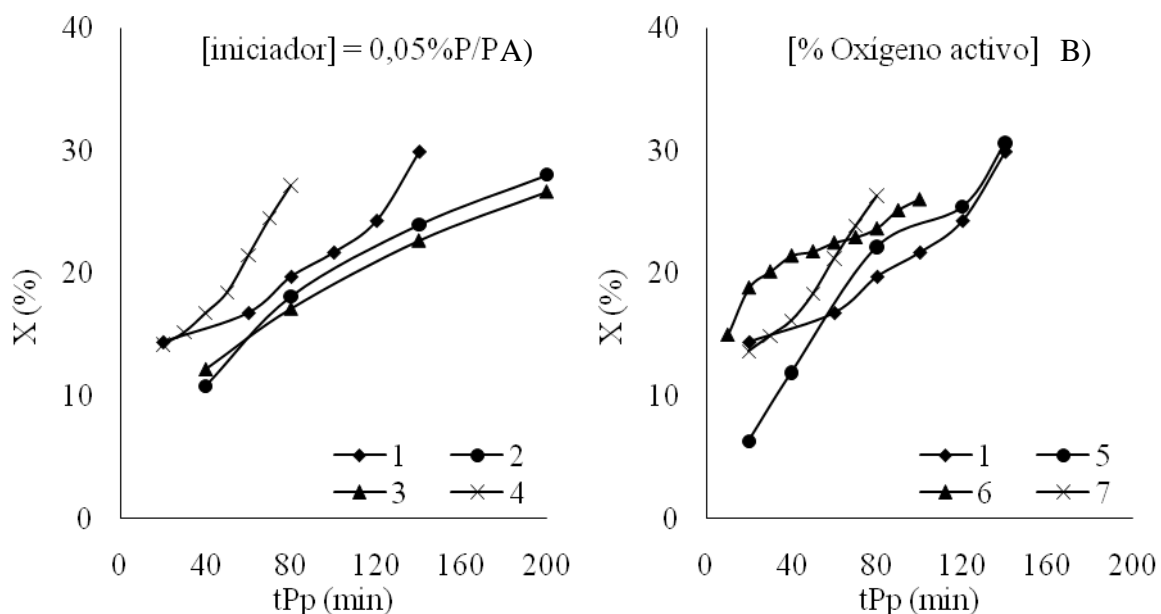 [iniciador] = 0,05%P/PA)
X (%)
40
30
20
10
0
0 40 80 120 160 200
tPp (min)
1 2
3 4
[% Oxígeno activo] B)
X (%)
40
30
20
10
0
0 40 80 120 160 200
tPp (min)
1 5
6 7